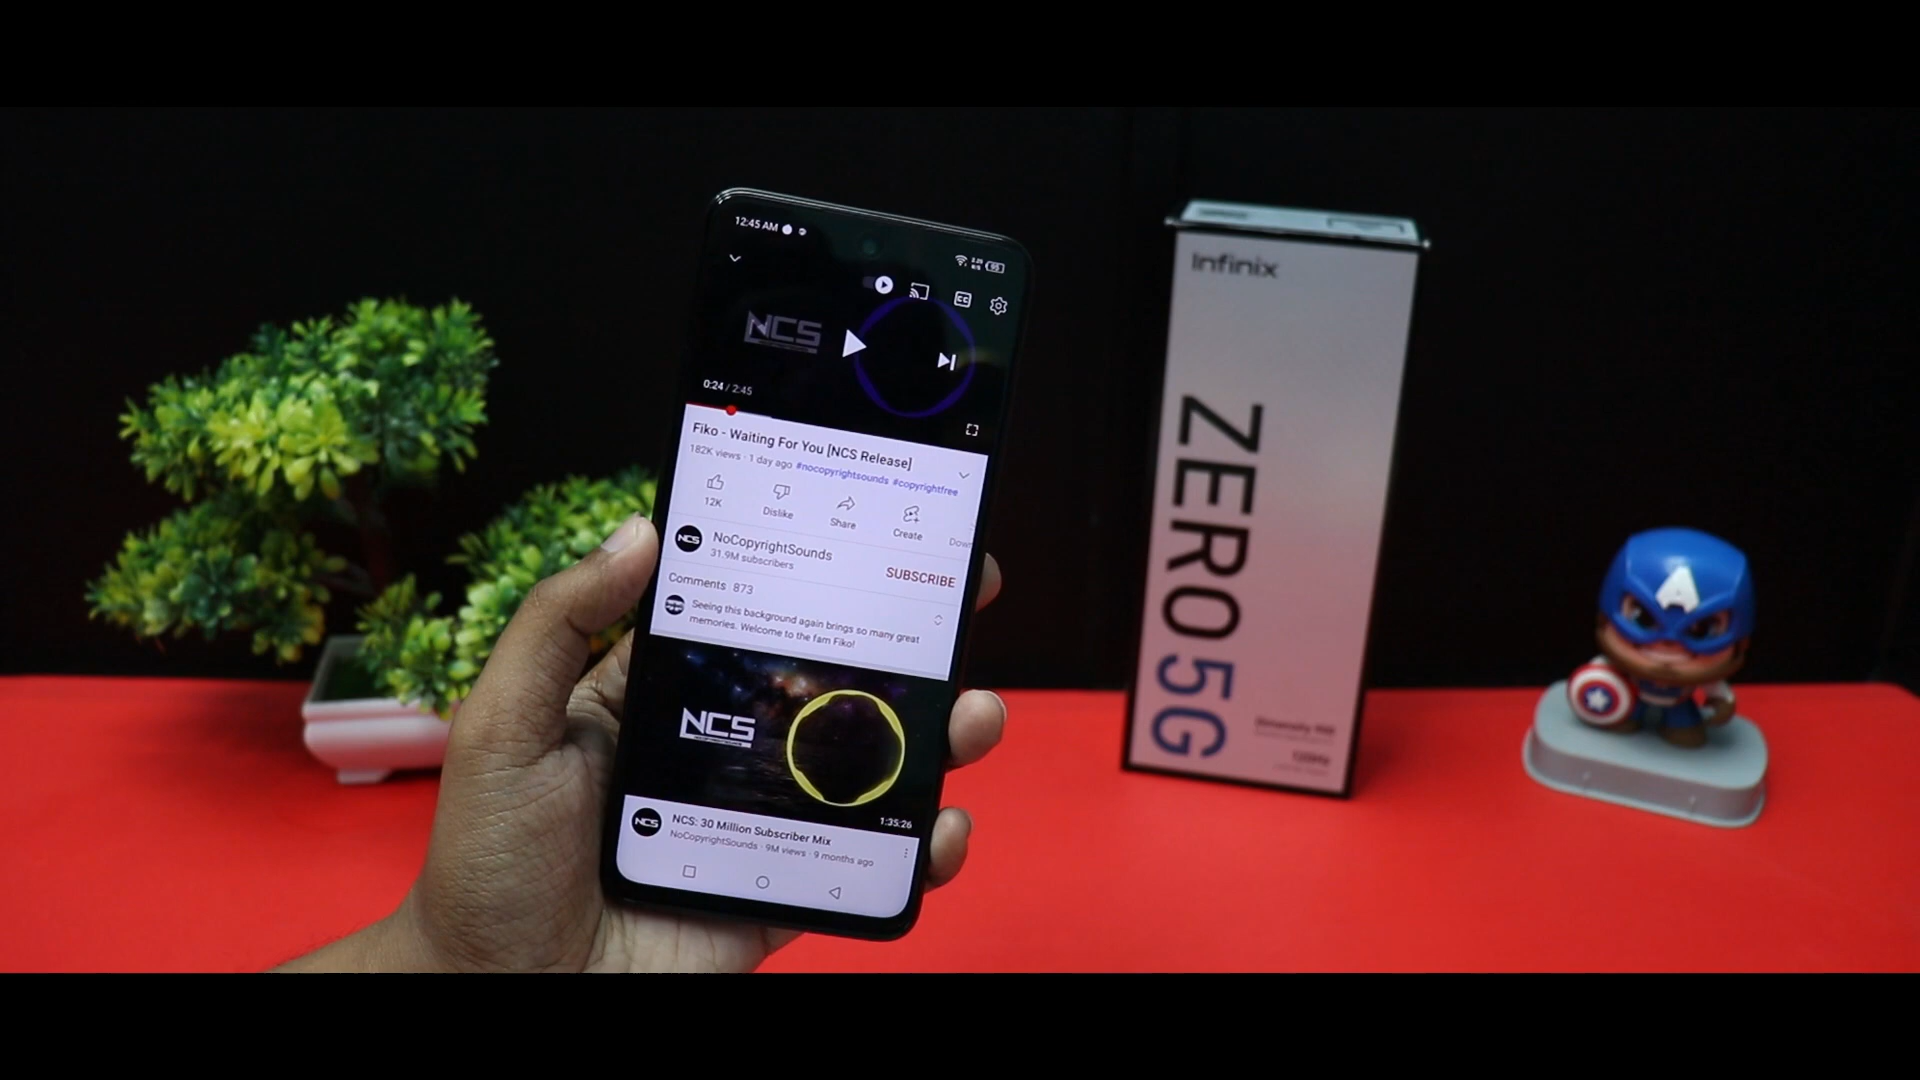 12:45 AM
NCS
0:24 / 2:45
Fiko - Waiting For You [NCS Release]
182K views · 1 day ago #nocopyrightsounds #copyrightfree
12K
Dislike
Share
Create
NCS
NoCopyrightSounds
31.9M subscribers
SUBSCRIBE
Comments 873
Seeing this background again brings so many great
memories. Welcome to the fam Fiko!
NCS
1:35:26
NCS
NCS: 30 Million Subscriber Mix
NoCopyrightSounds · 9M views · 9 months ago
Infinix
ZERO 5G
120Hz
A